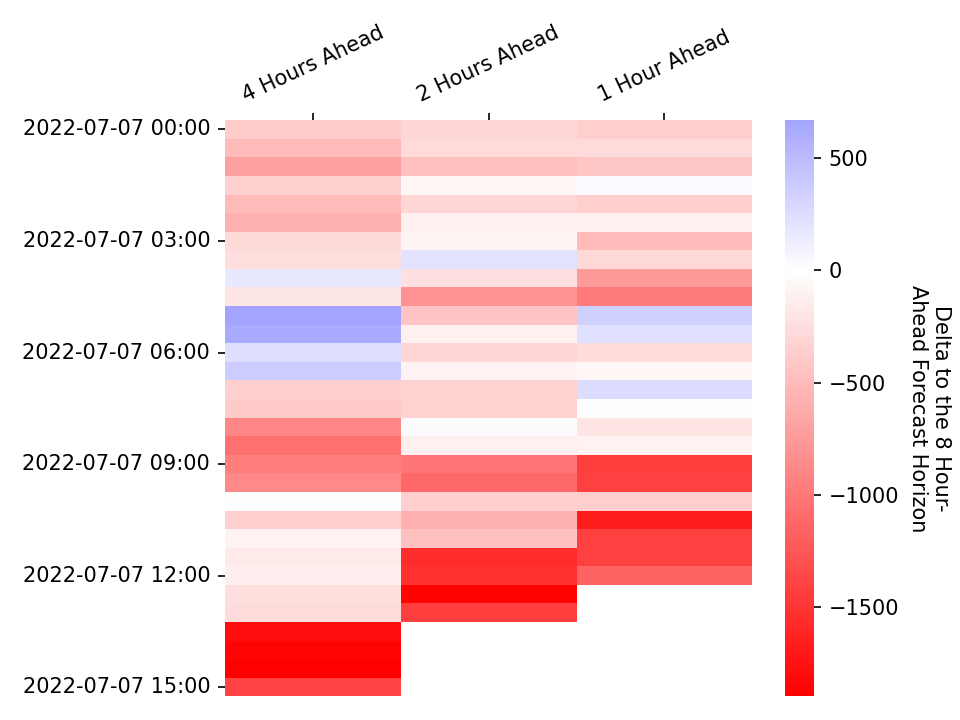 4 Hours Ahead
2 Hours Ahead
1 Hour Ahead
2022-07-07 00:00
2022-07-07 03:00
2022-07-07 06:00
2022-07-07 09:00
2022-07-07 12:00
2022-07-07 15:00
500
0
−500
−1000
−1500
Delta to the 8 Hour-
Ahead Forecast Horizon